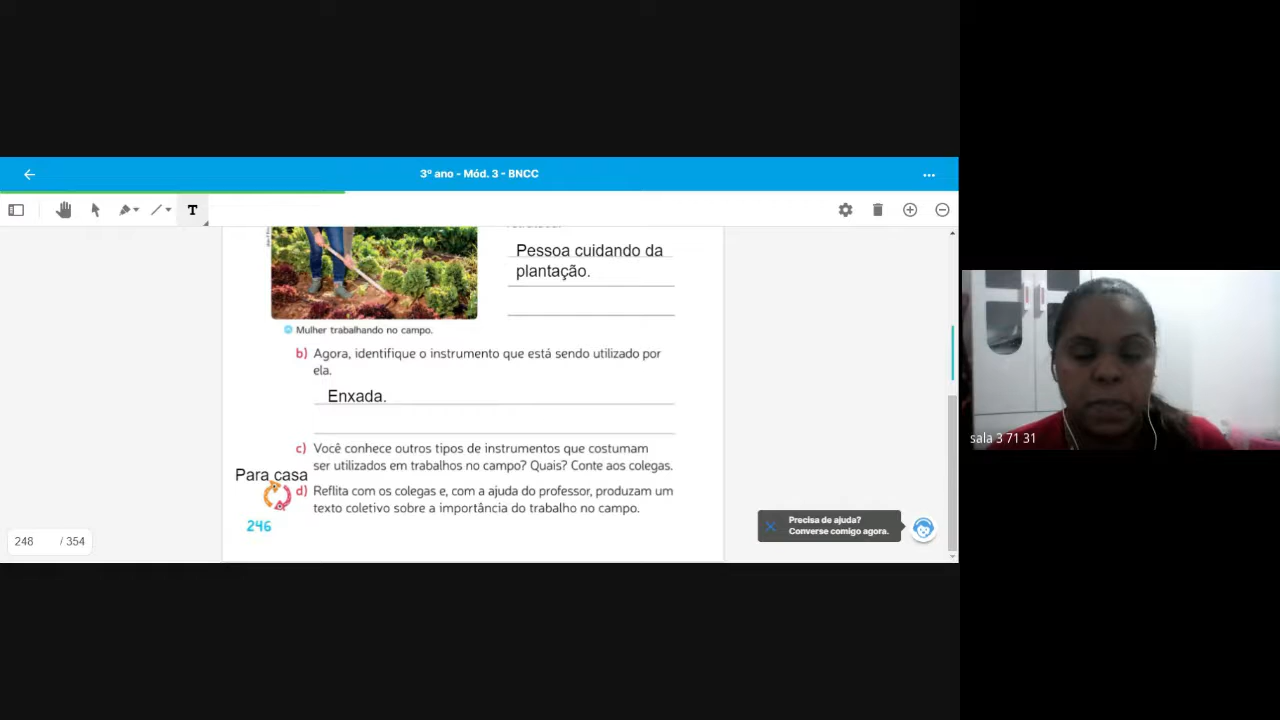 3º ano - Mód. 3 - BNCC
T
Pessoa cuidando da
plantação.
Mulher trabalhando no campo.
b) Agora, identifique o instrumento que está sendo utilizado por
ela.
Enxada.
c) Você conhece outros tipos de instrumentos que costumam
ser utilizados em trabalhos no campo? Quais? Conte aos colegas.
Para casa
d) Reflita com os colegas e, com a ajuda do professor, produzam um
texto coletivo sobre a importância do trabalho no campo.
246
248 / 354
Precisa de ajuda?
Converse comigo agora.
sala 3 71 31